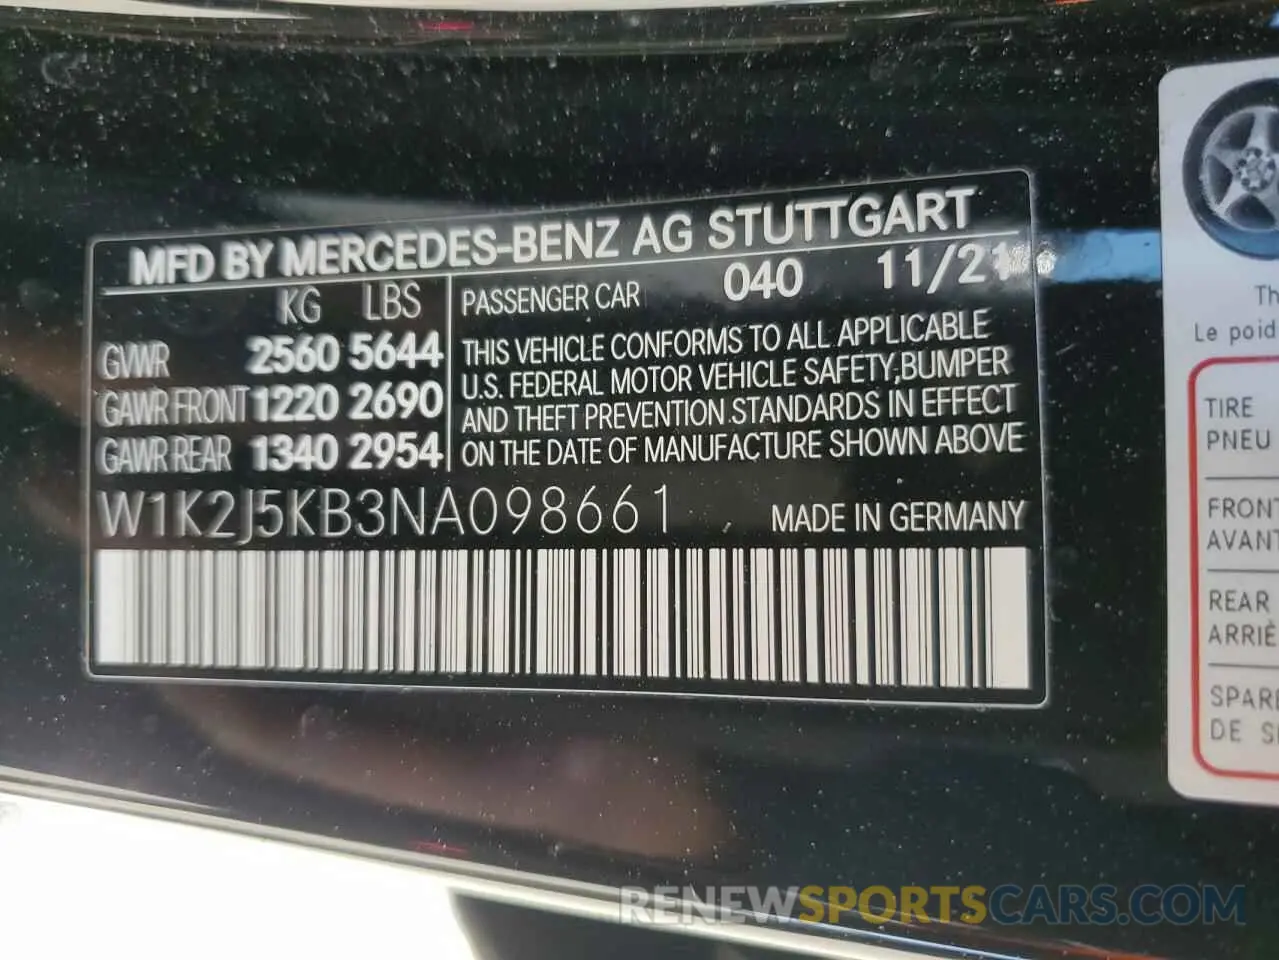 MFD BY MERCEDES-BENZ AG STUTTGART
KG LBS
GVWR 2560 5644
GAWR FRONT 1220 2690
GAWR REAR 1340 2954
PASSENGER CAR 040 11/21
THIS VEHICLE CONFORMS TO ALL APPLICABLE
U.S. FEDERAL MOTOR VEHICLE SAFETY, BUMPER
AND THEFT PREVENTION STANDARDS IN EFFECT
ON THE DATE OF MANUFACTURE SHOWN ABOVE
W1K2J5KB3NA098661 MADE IN GERMANY
Th
Le poid
TIRE
PNEU
FRONT
AVANT
REAR
ARRIÈ
SPARE
DE S
RENEWSPORTSCARS.COM